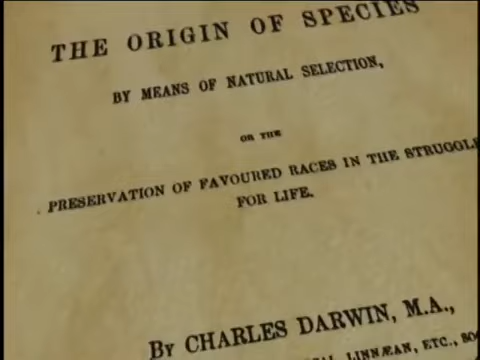 THE ORIGIN OF SPECIES
BY MEANS OF NATURAL SELECTION,
OR THE
PRESERVATION OF FAVOURED RACES IN THE STRUGGLE
FOR LIFE.
BY CHARLES DARWIN, M.A.,
LINNÆAN, ETC.,